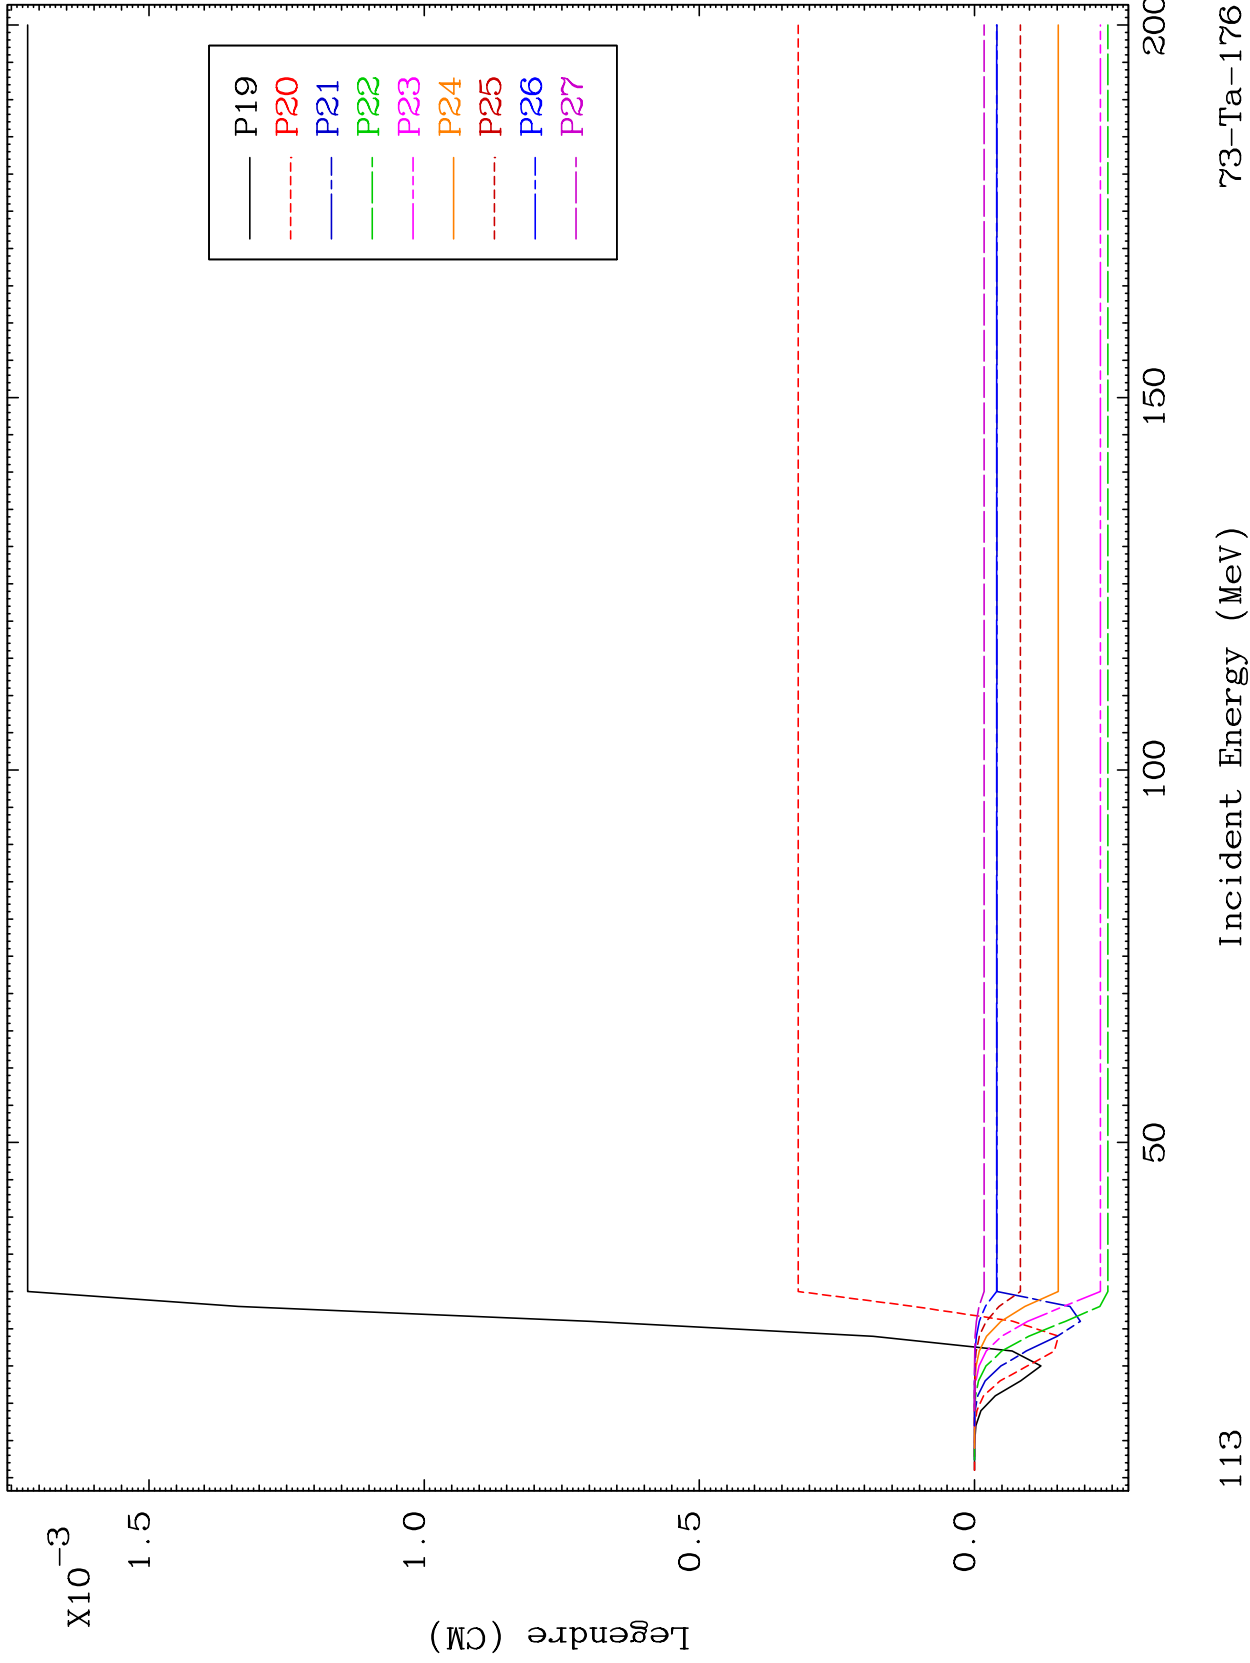 X10-3
1.5
1.0
0.5
0.0
Legendre (CM)
P19
P20
P21
P22
P23
P24
P25
P26
P27
50
100
150
200
Incident Energy (MeV)
113
73-Ta-176